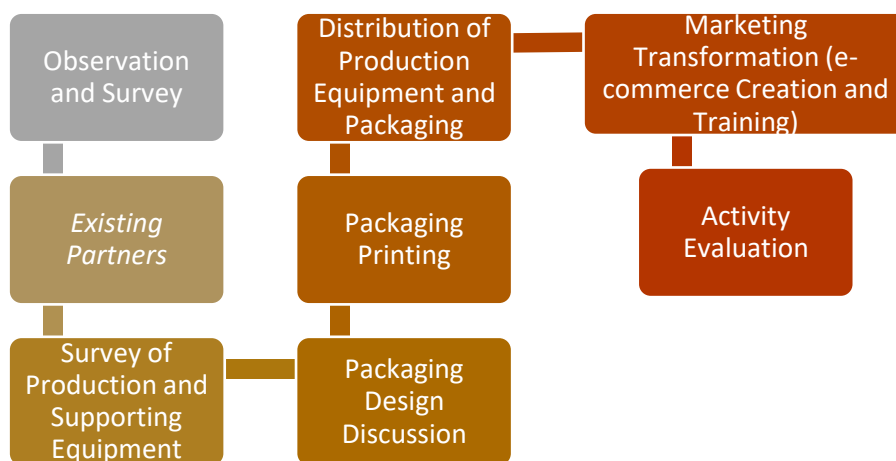 Observation
and Survey
Existing
Partners
Survey of
Production and
Supporting
Equipment
Packaging
Design
Discussion
Packaging
Printing
Distribution of
Production
Equipment and
Packaging
Marketing
Transformation (e-
commerce Creation and
Training)
Activity
Evaluation